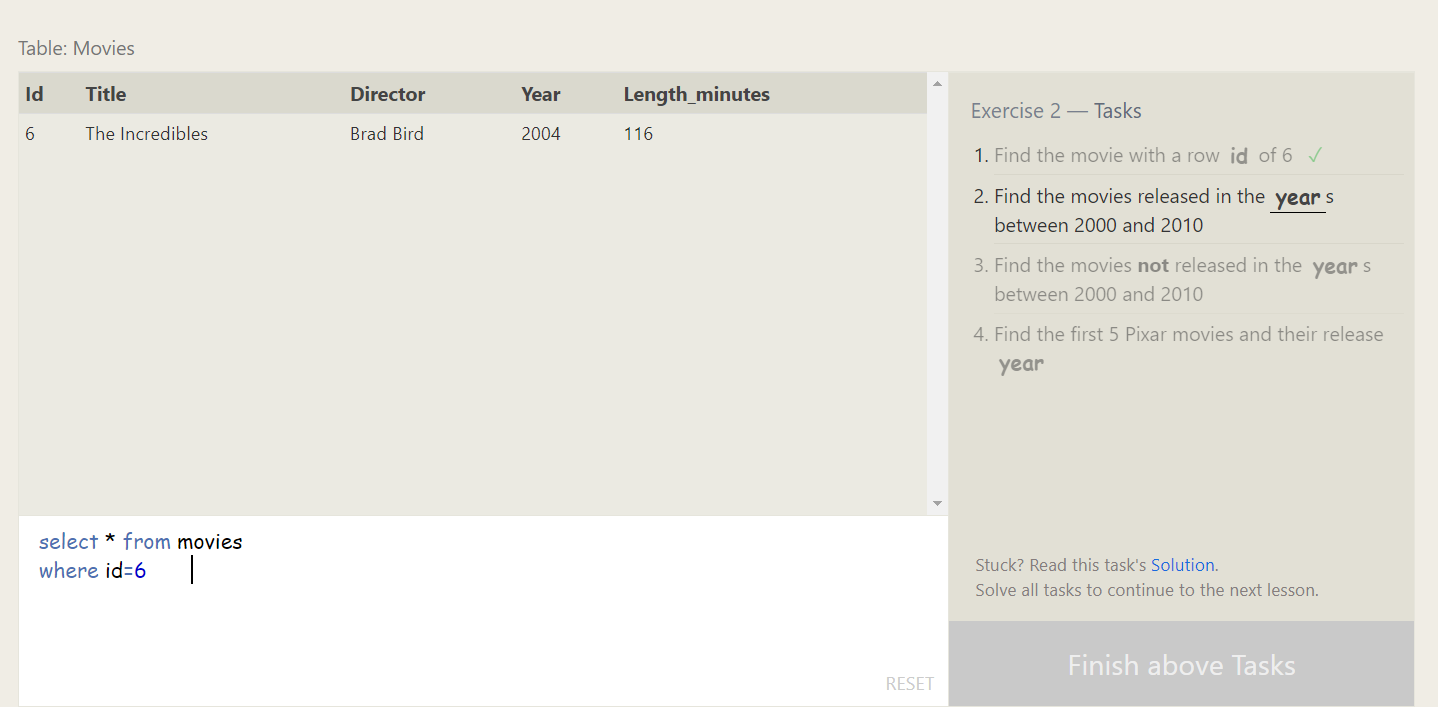 Table: Movies
Id Title Director Year Length_minutes
6 The Incredibles Brad Bird 2004 116
select * from movies
where id=6
RESET
Exercise 2 — Tasks
1. Find the movie with a row id of 6 ✓
2. Find the movies released in the years
between 2000 and 2010
3. Find the movies not released in the years
between 2000 and 2010
4. Find the first 5 Pixar movies and their release
year
Stuck? Read this task's Solution.
Solve all tasks to continue to the next lesson.
Finish above Tasks